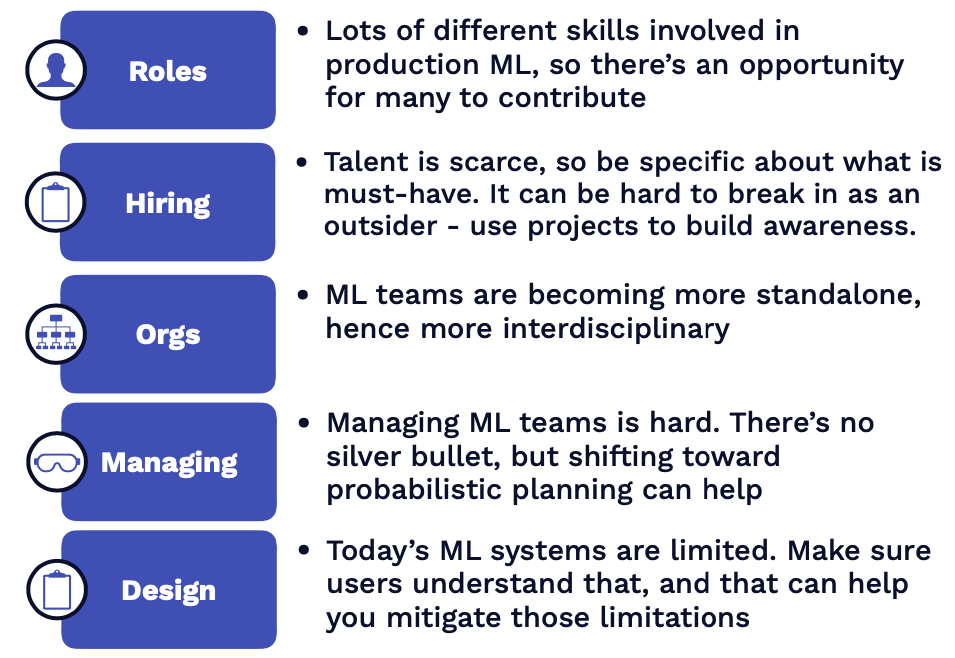 Roles
• Lots of different skills involved in
production ML, so there’s an opportunity
for many to contribute
Hiring
• Talent is scarce, so be specific about what is
must-have. It can be hard to break in as an
outsider - use projects to build awareness.
Orgs
• ML teams are becoming more standalone,
hence more interdisciplinary
Managing
• Managing ML teams is hard. There’s no
silver bullet, but shifting toward
probabilistic planning can help
Design
• Today’s ML systems are limited. Make sure
users understand that, and that can help
you mitigate those limitations